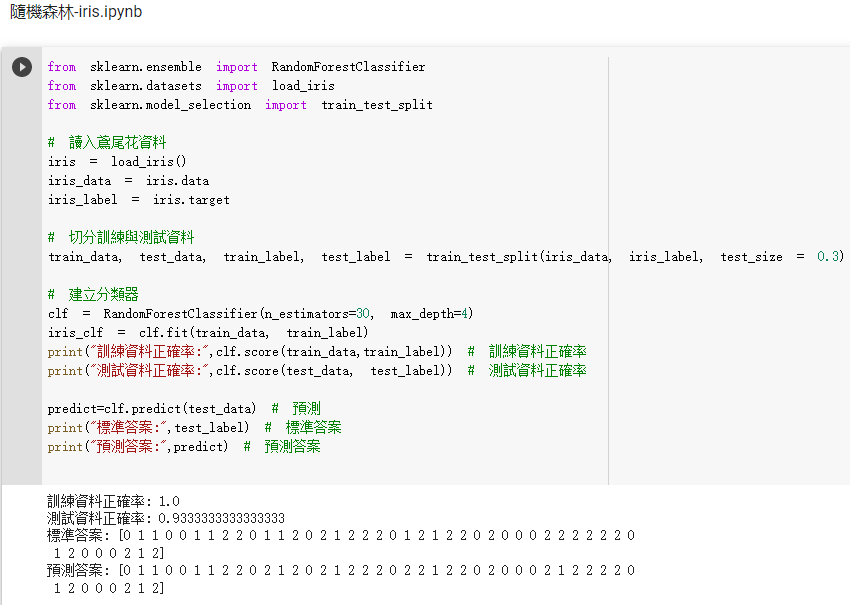 隨機森林-iris.ipynb
from sklearn.ensemble import RandomForestClassifier
from sklearn.datasets import load_iris
from sklearn.model_selection import train_test_split
# 讀入鳶尾花資料
iris = load_iris()
iris_data = iris.data
iris_label = iris.target
# 切分訓練與測試資料
train_data, test_data, train_label, test_label = train_test_split(iris_data, iris_label, test_size = 0.3)
# 建立分類器
clf = RandomForestClassifier(n_estimators=30, max_depth=4)
iris_clf = clf.fit(train_data, train_label)
print("訓練資料正確率:",clf.score(train_data,train_label)) # 訓練資料正確率
print("測試資料正確率:",clf.score(test_data, test_label)) # 測試資料正確率
predict=clf.predict(test_data) # 預測
print("標準答案:",test_label) # 標準答案
print("預測答案:",predict) # 預測答案
訓練資料正確率: 1.0
測試資料正確率: 0.9333333333333333
標準答案: [0 1 1 0 0 1 1 2 2 0 1 1 2 0 2 1 2 2 2 0 1 2 1 2 2 0 2 0 0 0 2 2 2 2 2 2 0
1 2 0 0 0 2 1 2]
預測答案: [0 1 1 0 0 1 1 2 2 0 2 1 2 0 2 1 2 2 2 0 2 2 1 2 2 0 2 0 0 0 2 1 2 2 2 2 0
1 2 0 0 0 2 1 2]